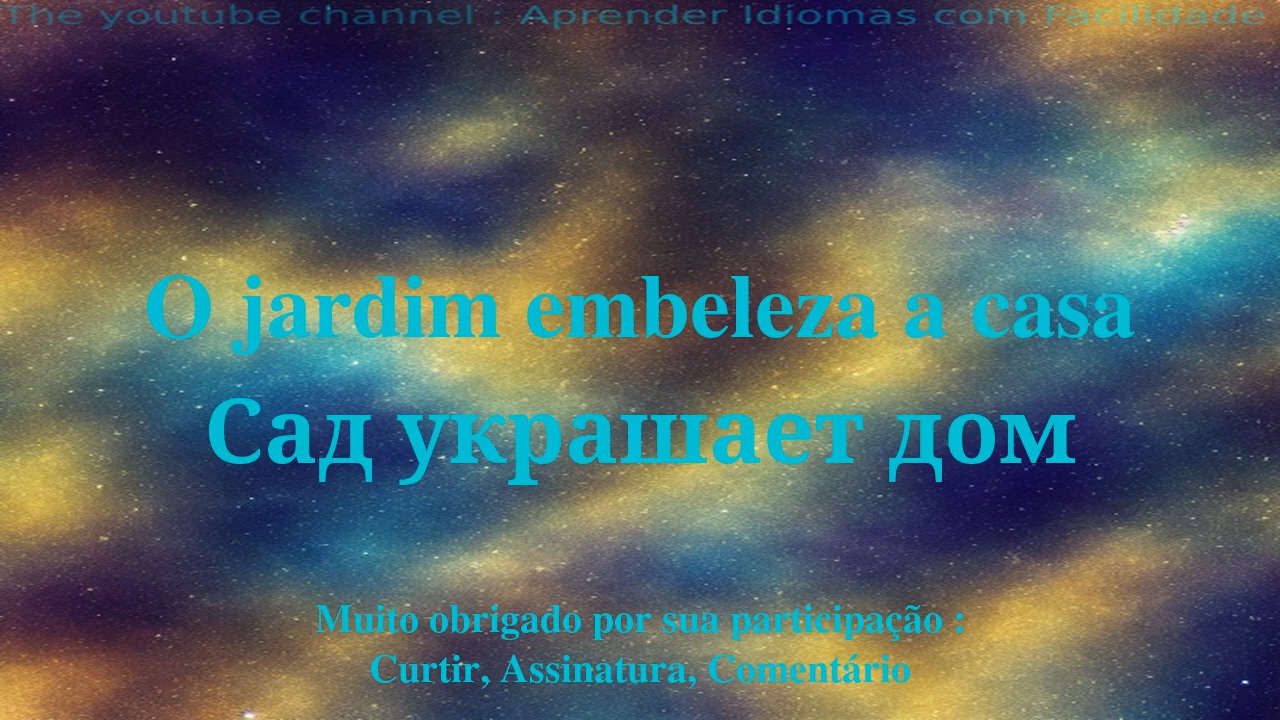 The youtube channel : Aprender Idiomas com Facilidade
O jardim embeleza a casa
Сад украшает дом
Muito obrigado por sua participação :
Curtir, Assinatura, Comentário